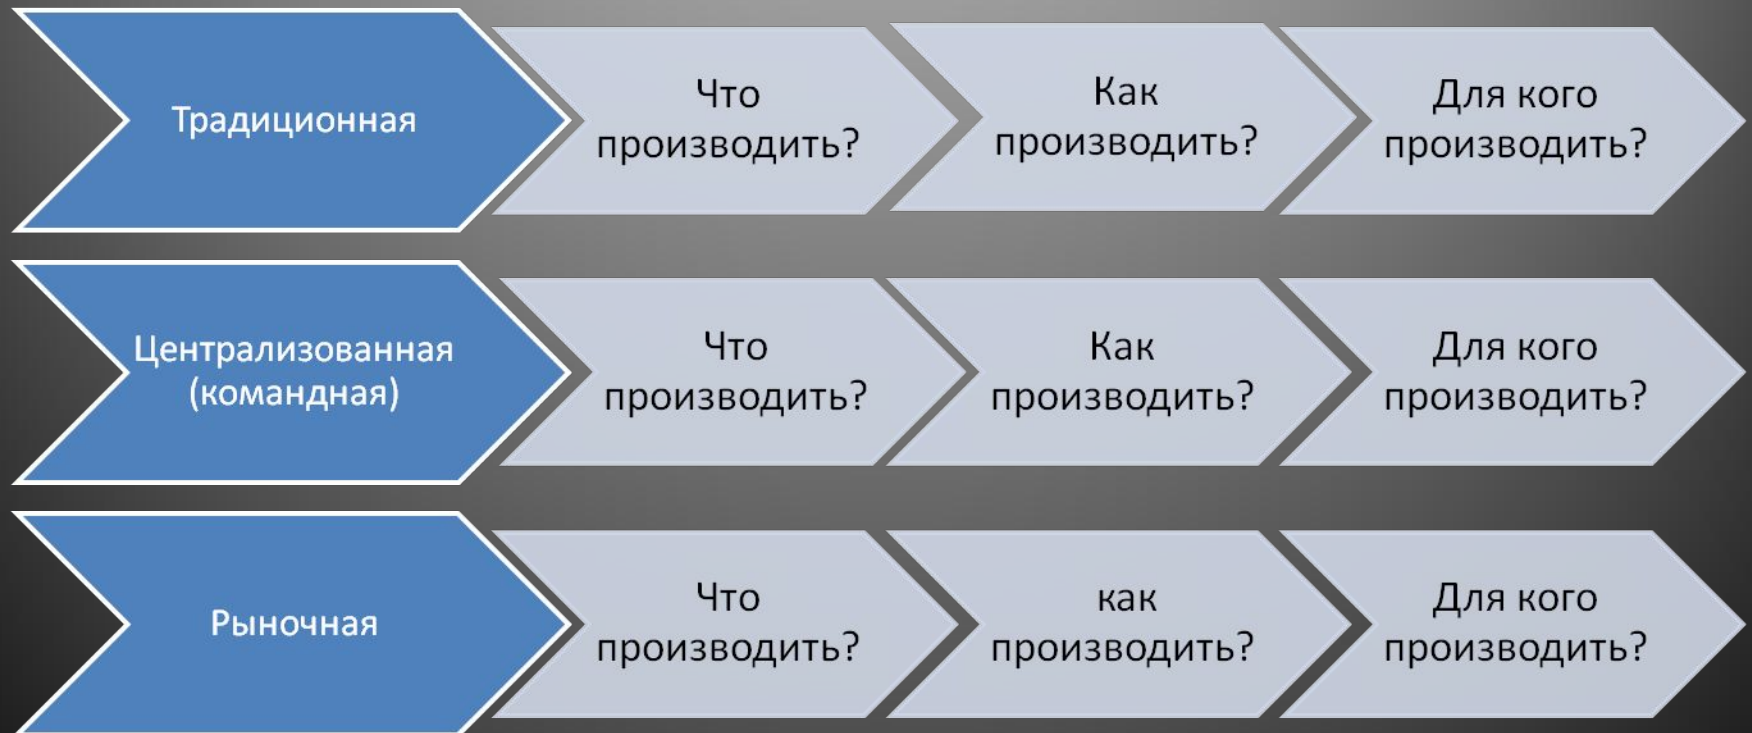 Традиционная
Что
производить?
Как
производить?
Для кого
производить?
Централизованная
(командная)
Что
производить?
Как
производить?
Для кого
производить?
Рыночная
Что
производить?
как
производить?
Для кого
производить?